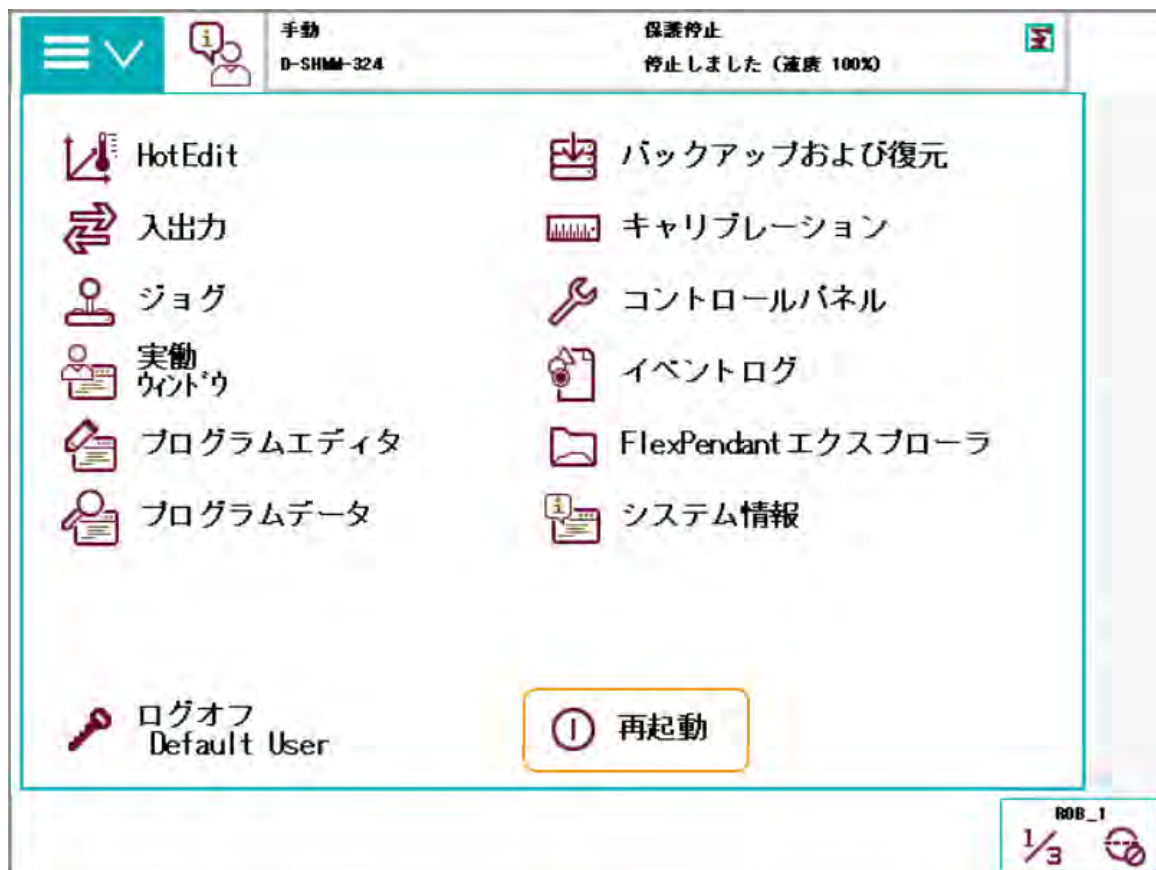 手動
D-SHMM-324
保護停止
停止しました (速度 100%)
HotEdit
バックアップおよび復元
入出力
キャリブレーション
ジョグ
コントロールパネル
実働
ウィンドウ
イベントログ
プログラムエディタ
FlexPendant エクスプローラ
プログラムデータ
システム情報
ログオフ
Default User
再起動
ROB_1
1/3